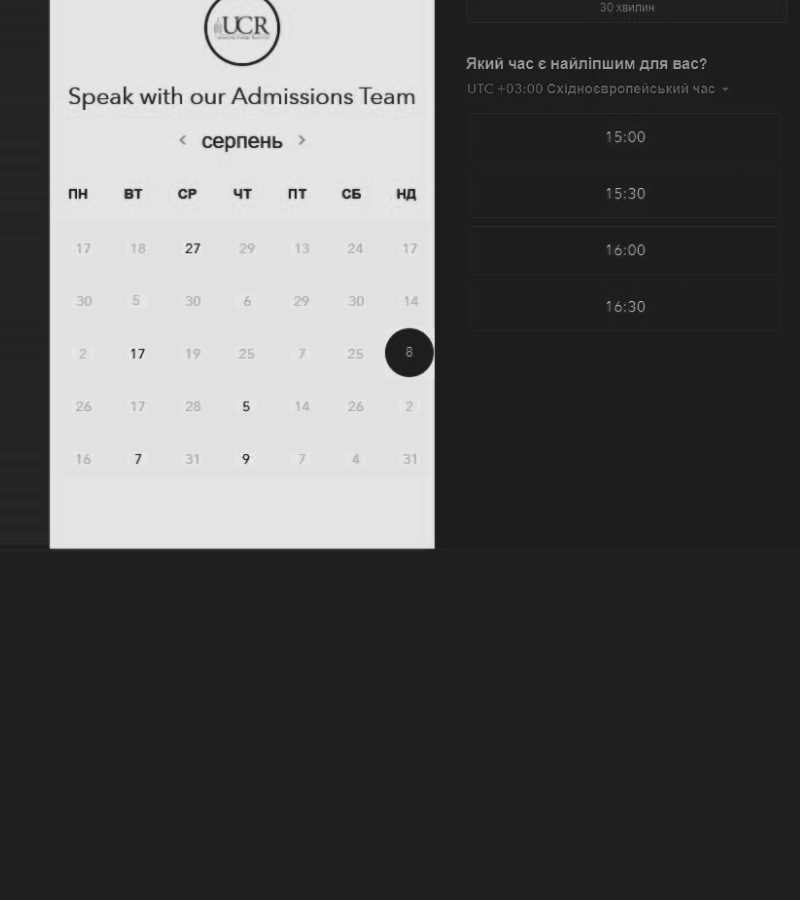 UCR
Speak with our Admissions Team
серпень
ПН ВТ СР ЧТ ПТ СБ НД
17 18 27 29 13 24 17
30 5 30 6 29 30 14
2 17 19 25 7 25 8
26 17 28 5 14 26 2
16 7 31 9 7 4 31
30 хвилин
Який час є найліпшим для вас?
UTC +03:00 Східноєвропейський час
15:00
15:30
16:00
16:30